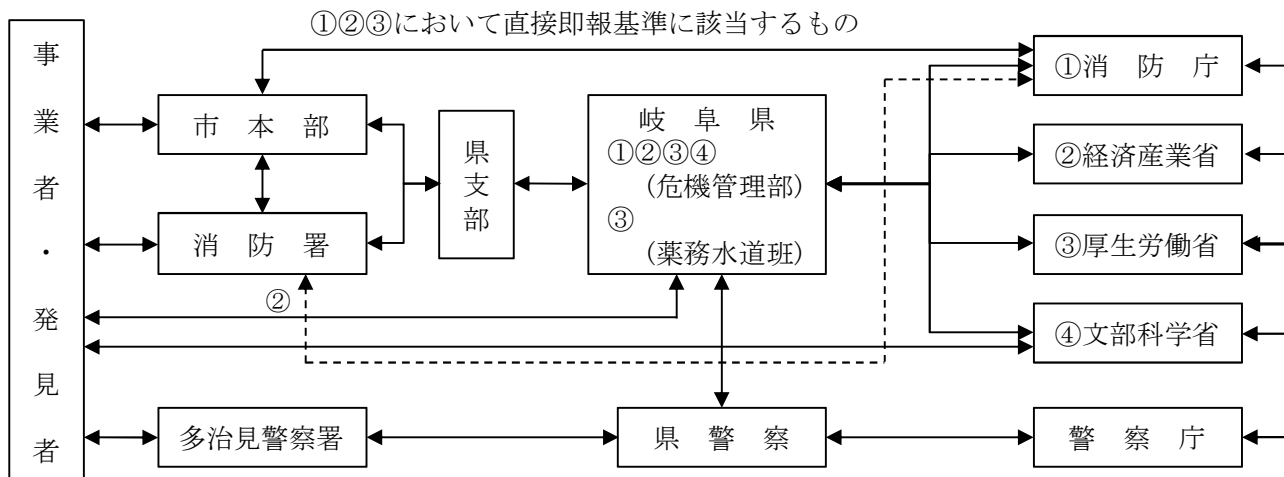 ①②③において直接即報基準に該当するもの
事業者・発見者
市 本 部
消 防 署
②
多治見警察署
県支部
岐 阜 県
①②③④
(危機管理部)
③
(薬務水道班)
県 警 察
①消 防 庁
②経済産業省
③厚生労働省
④文部科学省
警 察 庁